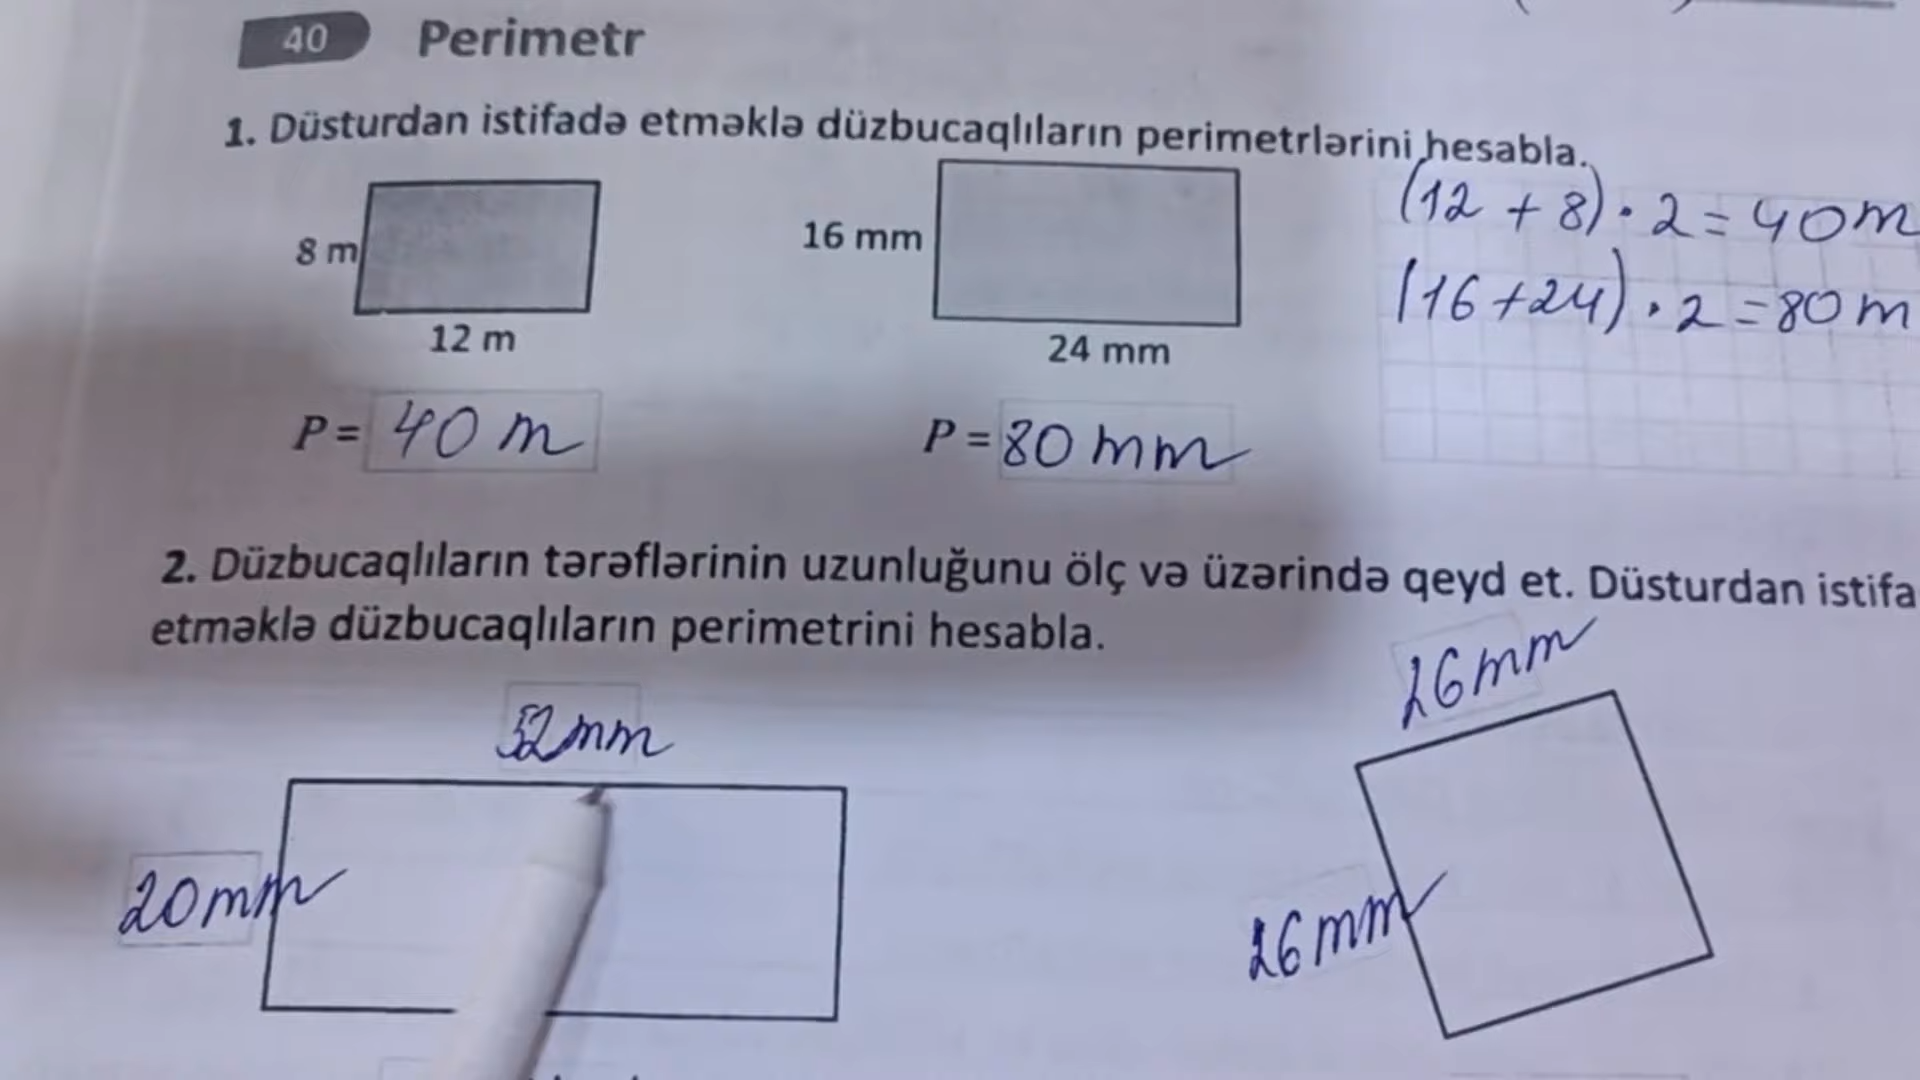 40 Perimetr
1. Düsturdan istifadə etməklə düzbucaqlıların perimetrlərini hesabla.
8 m
12 m
16 mm
24 mm
(12 + 8) · 2 = 40 m
(16 + 24) · 2 = 80 m
P = 40 m
P = 80 mm
2. Düzbucaqlıların tərəflərinin uzunluğunu ölç və üzərində qeyd et. Düsturdan istifa
etməklə düzbucaqlıların perimetrini hesabla.
52 mm
20 mm
26 mm
26 mm